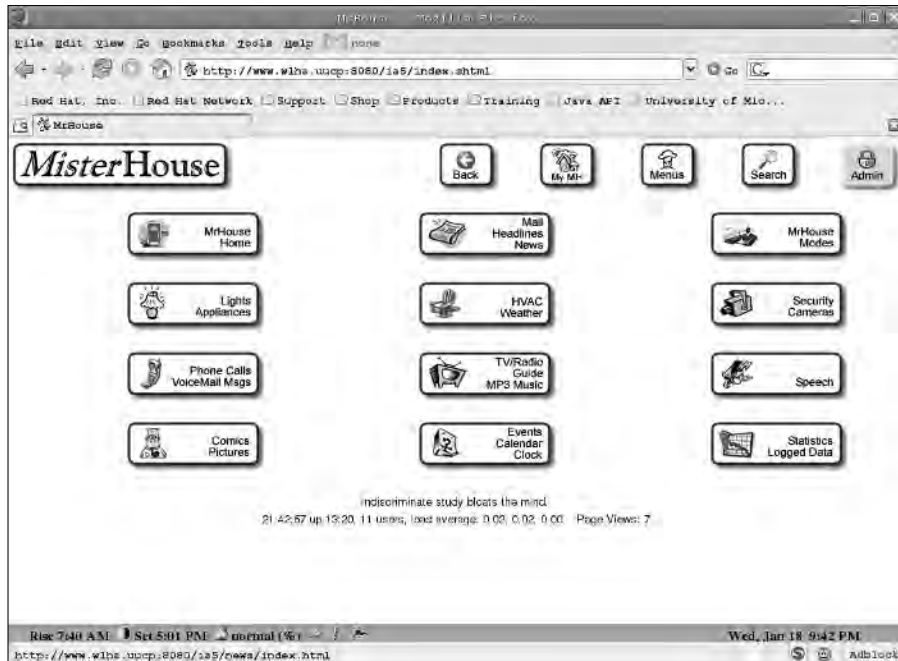 Mozilla Firefox
File Edit View Go Bookmarks Tools Help none
http://www.wlhs.uucp:8080/ia5/index.shtml Go
Red Hat, Inc. Red Hat Network Support Shop Products Training Java API University of Mic...
MrHouse
MisterHouse
Back
My MH
Menus
Search
Admin
MrHouse
Home
Mail
Headlines
News
MrHouse
Modes
Lights
Appliances
HVAC
Weather
Security
Cameras
Phone Calls
VoiceMail Msgs
TV/Radio
Guide
MP3 Music
Speech
Comics
Pictures
Events
Calendar
Clock
Statistics
Logged Data
indiscriminate study bloats the mind
21:42:57 up 13:20, 11 users, load average: 0.02, 0.02, 0.00 Page Views: 7
Rise 7:40 AM Set 5:01 PM normal (%) Wed, Jan 18 9:42 PM
http://www.wlhs.uucp:8080/ia5/news/index.html Adblock